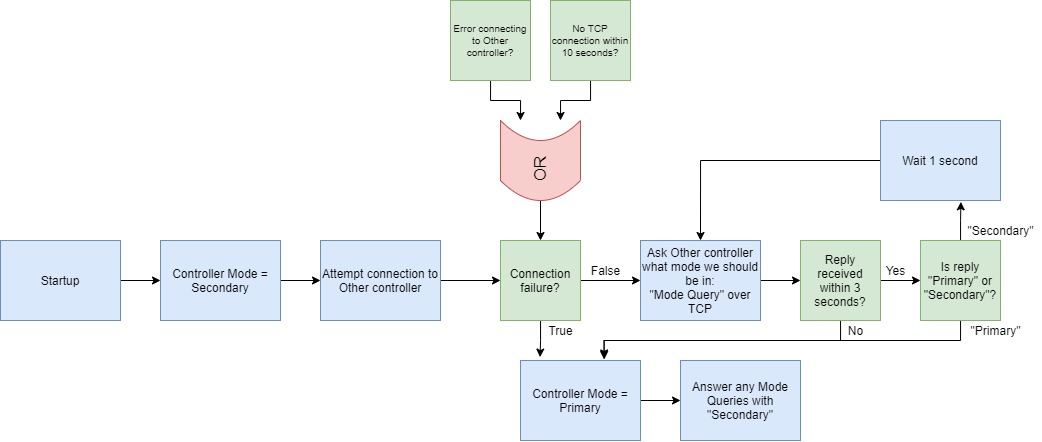 Error connecting
to Other
controller?
No TCP
connection within
10 seconds?
OR
Wait 1 second
"Secondary"
Startup
Controller Mode =
Secondary
Attempt connection to
Other controller
Connection
failure?
False
Ask Other controller
what mode we should
be in:
"Mode Query" over
TCP
Reply
received
within 3
seconds?
Yes
Is reply
"Primary" or
"Secondary"?
True
No
"Primary"
Controller Mode =
Primary
Answer any Mode
Queries with
"Secondary"